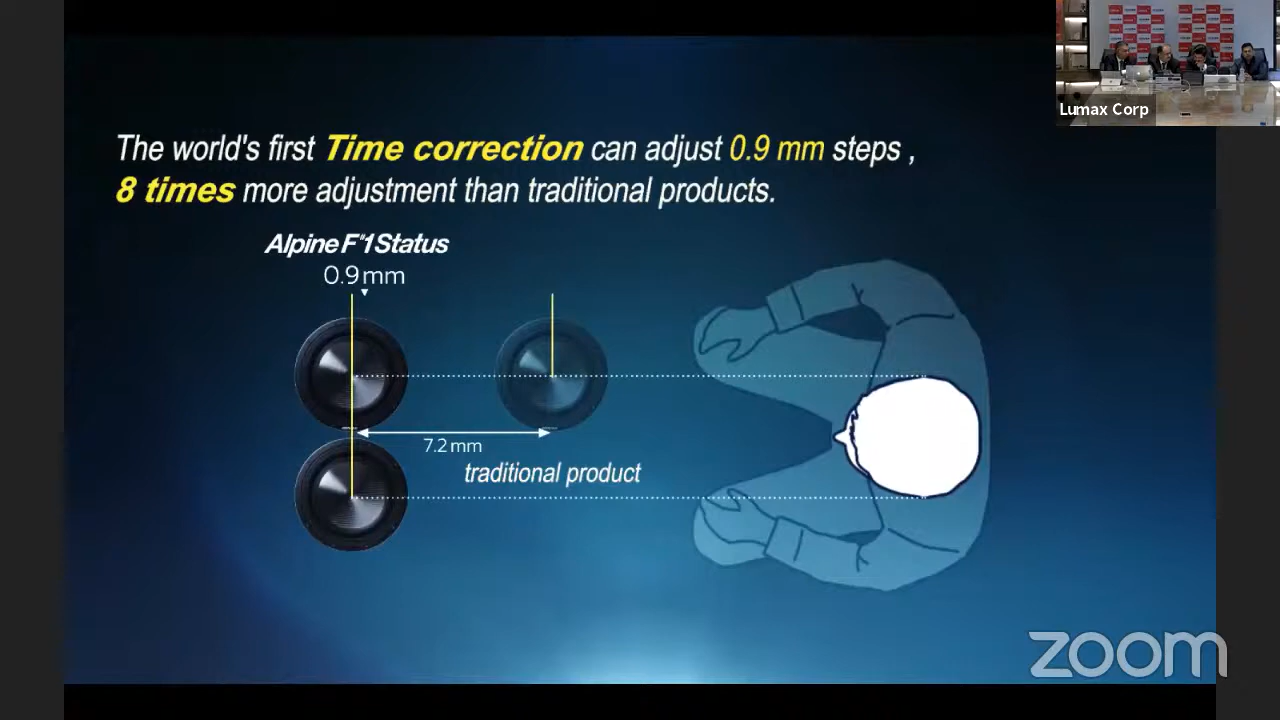 The world's first Time correction can adjust 0.9 mm steps ,
8 times more adjustment than traditional products.
Alpine F#1Status
0.9mm
7.2mm
traditional product
Lumax Corp
zoom